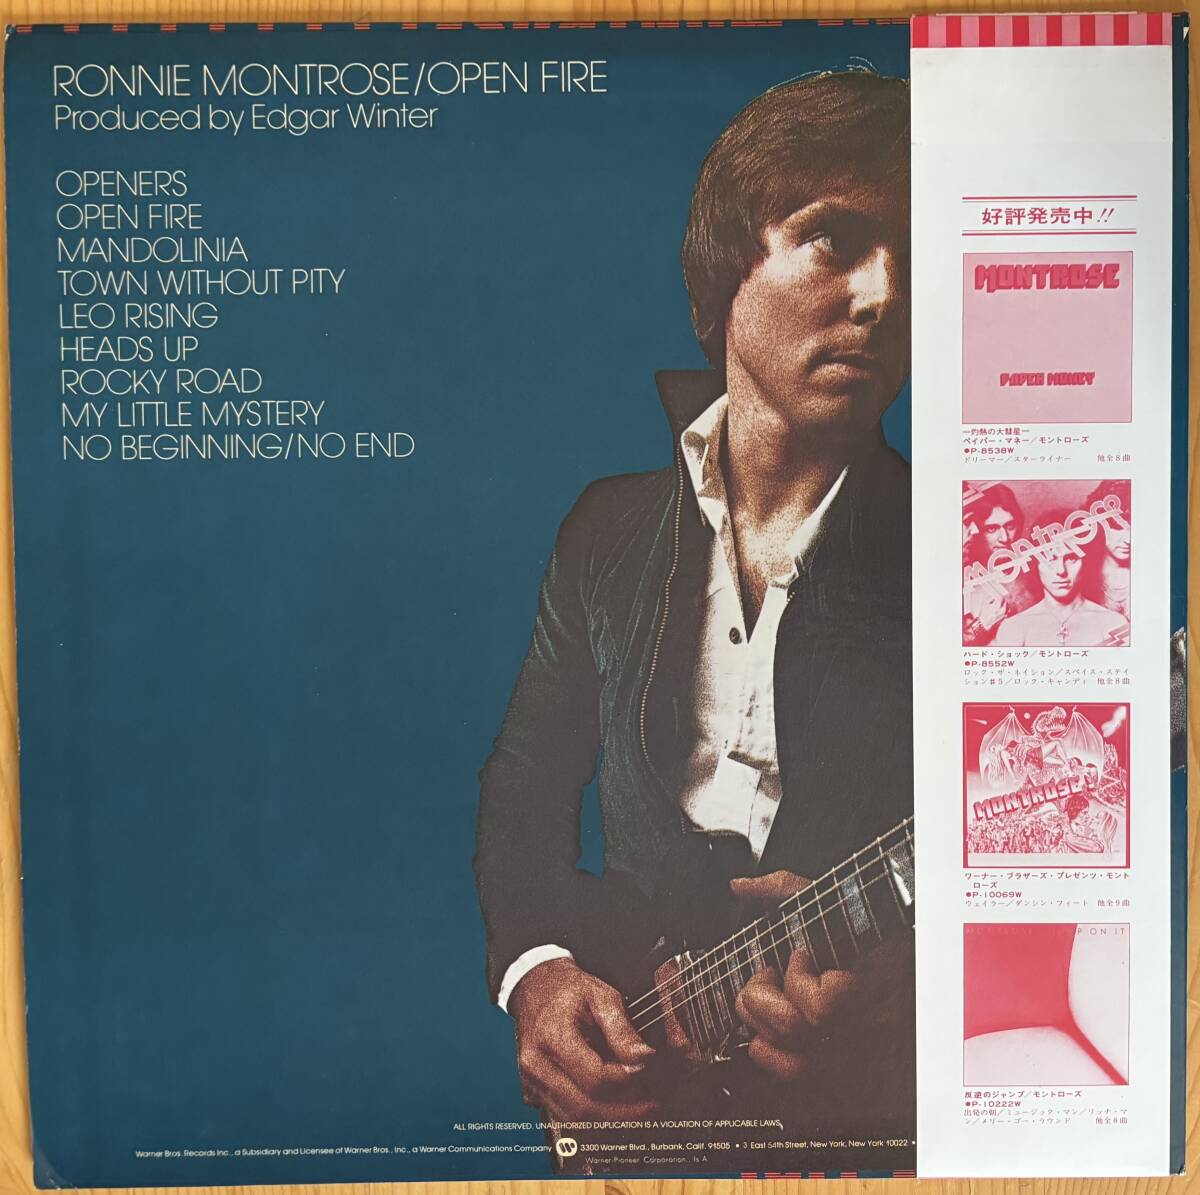 RONNIE MONTROSE/OPEN FIRE
Produced by Edgar Winter
OPENERS
OPEN FIRE
MANDOLINIA
TOWN WITHOUT PITY
LEO RISING
HEADS UP
ROCKY ROAD
MY LITTLE MYSTERY
NO BEGINNING/NO END
好評発売中!!
MONTROSE
PAPER MONEY
—灼熱の大彗星—
ペイパー・マネー/モントローズ
●P-8538W
ドリーマー/スターライナー 他全8曲
MONTROSE
ハード・ショック/モントローズ
●P-8552W
ロック・ザ・ネイション/スペイス・ステイ
ション#5/ロック・キャンディ 他全8曲
MONTROSE
ワーナー・ブラザーズ・プレゼンツ・モント
ローズ
●P-10069W
ウェイラー/ダンシン・フィート 他全9曲
MONTROSE P ON IT
反逆のジャンプ/モントローズ
●P-10222W
出発の朝/ミュージック・マン/リッチ・マ
ン/メリー・ゴー・ラウンド 他全8曲
ALL RIGHTS RESERVED. UNAUTHORIZED DUPLICATION IS A VIOLATION OF APPLICABLE LAWS.
Warner Bros. Records Inc., a Subsidiary and Licensee of Warner Bros., Inc., a Warner Communications Company 3300 Warner Blvd., Burbank, Calif. 91505 • 3 East 54th Street, New York, New York 10022 •
Warner-Pioneer Corporation, Is A